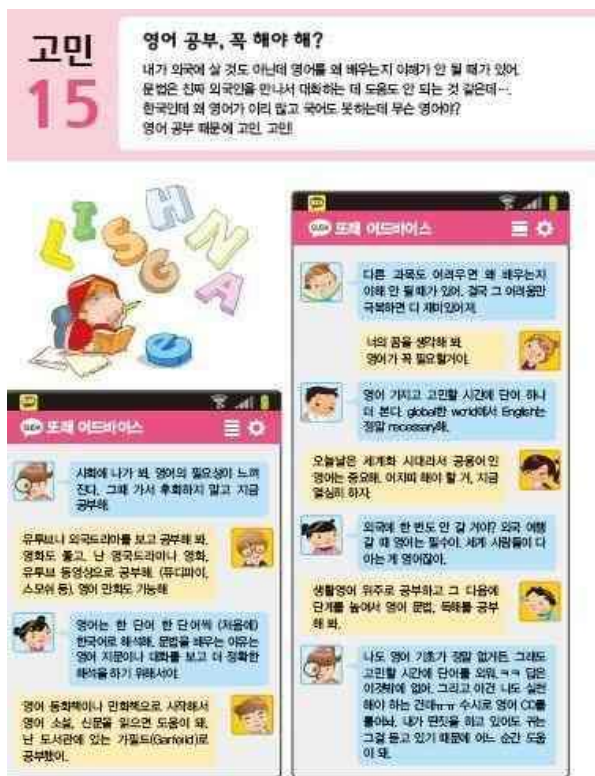 고민
15
영어 공부, 꼭 해야 해?
내가 외국에 살 것도 아닌데 영어를 왜 배우는지 이해가 안 될 때가 있어.
문법은 진짜 외국인을 만나서 대화하는 데 도움도 안 되는 것 같은데….
한국인데 왜 영어가 이리 많고 국어도 못하는데 무슨 영어야?
영어 공부 때문에 고민, 고민!
L I S H N G A E
또래 어드바이스
사회에 나가 봐. 영어의 필요성이 느껴
진다. 그때 가서 후회하지 말고 지금
공부해.
유투브나 외국드라마를 보고 공부해 봐.
영화도 좋고. 난 영국드라마나 영화,
유투브 동영상으로 공부해. (퓨디파이,
스모쉬 등). 영어 만화도 가능해
영어는 한 단어 한 단어씩 (처음에)
한국어로 해석해. 문법을 배우는 이유는
영어 지문이나 대화를 보고 더 정확한
해석을 하기 위해서야.
영어 동화책이나 만화책으로 시작해서
영어 소설, 신문을 읽으면 도움이 돼.
난 도서관에 있는 가필드(Garfeild)로
공부했어.
또래 어드바이스
다른 과목도 어려우면 왜 배우는지
이해 안 될때가 있어. 결국 그 어려움만
극복하면 다 재미있어져.
너의 꿈을 생각해 봐.
영어가 꼭 필요할거야.
영어 가지고 고민할 시간에 단어 하나
더 본다. global한 world에서 English는
정말 necessary해.
오늘날은 세계화 시대라서 공용어인
영어는 중요해. 어차피 해야 할 거, 지금
열심히 하자.
외국에 한 번도 안 갈 거야? 외국 여행
갈 때 영어는 필수야. 세계 사람들이 다
아는 게 영어잖아.
생활영어 위주로 공부하고 그 다음에
단계를 높여서 영어 문법, 독해를 공부
해 봐.
나도 영어 기초가 정말 없거든. 그래도
고민할 시간에 단어를 외워. ㅋㅋ 답은
이것밖에 없어. 그리고 이건 나도 실천
해야 하는 건데ㅠㅠ 수시로 영어 CD를
틀어놔. 내가 딴짓을 하고 있어도 귀는
그걸 듣고 있기 때문에 어느 순간 도움
이 돼.